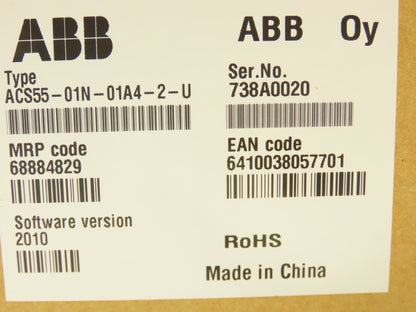 ABB
ABB Oy
Type
ACS55-01N-01A4-2-U
Ser.No.
738A0020
MRP code
68884829
EAN code
6410038057701
Software version
2010
RoHS
Made in China